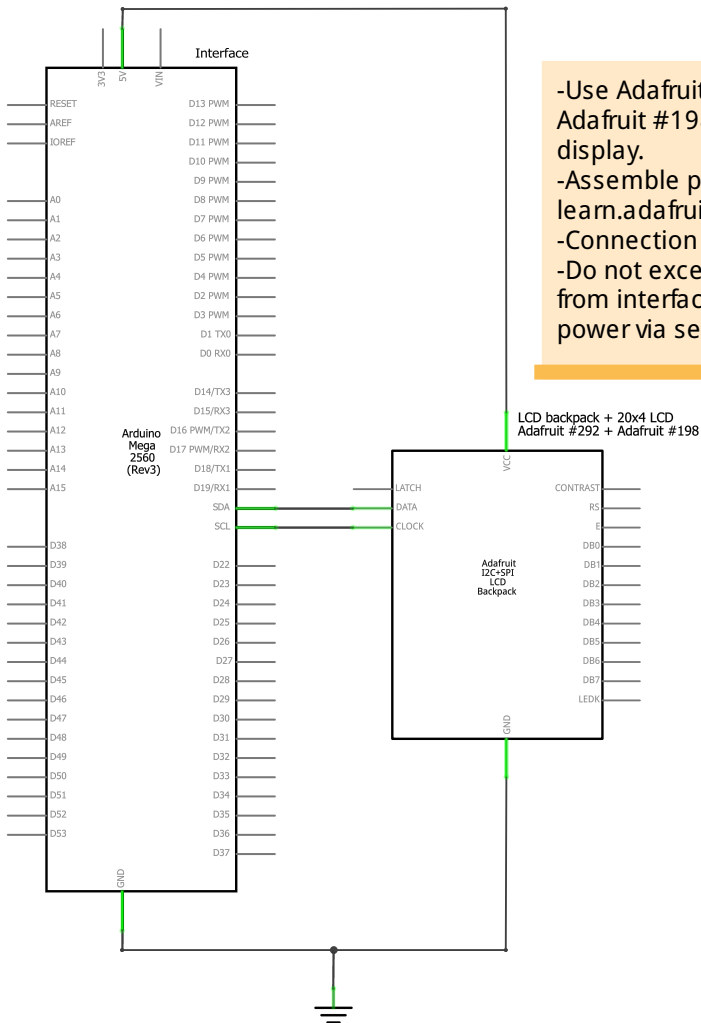 Interface
3V3
5V
VIN
RESET
AREF
IOREF
A0
A1
A2
A3
A4
A5
A6
A7
A8
A9
A10
A11
A12
A13
A14
A15
D38
D39
D40
D41
D42
D43
D44
D45
D46
D47
D48
D49
D50
D51
D52
D53
Arduino
Mega
2560
(Rev3)
D13 PWM
D12 PWM
D11 PWM
D10 PWM
D9 PWM
D8 PWM
D7 PWM
D6 PWM
D5 PWM
D4 PWM
D2 PWM
D3 PWM
D1 TX0
D0 RX0
D14/TX3
D15/RX3
D16 PWM/TX2
D17 PWM/RX2
D18/TX1
D19/RX1
SDA
SCL
D22
D23
D24
D25
D26
D27
D28
D29
D30
D31
D32
D33
D34
D35
D36
D37
GND
-Use Adafruit
Adafruit #19
display.
-Assemble p
learn.adafrui
-Connection
-Do not exce
from interfac
power via se
LCD backpack + 20x4 LCD
Adafruit #292 + Adafruit #198
VCC
LATCH
DATA
CLOCK
Adafruit
I2C+SPI
LCD
Backpack
CONTRAST
RS
E
DB0
DB1
DB2
DB3
DB4
DB5
DB6
DB7
LEDK
GND